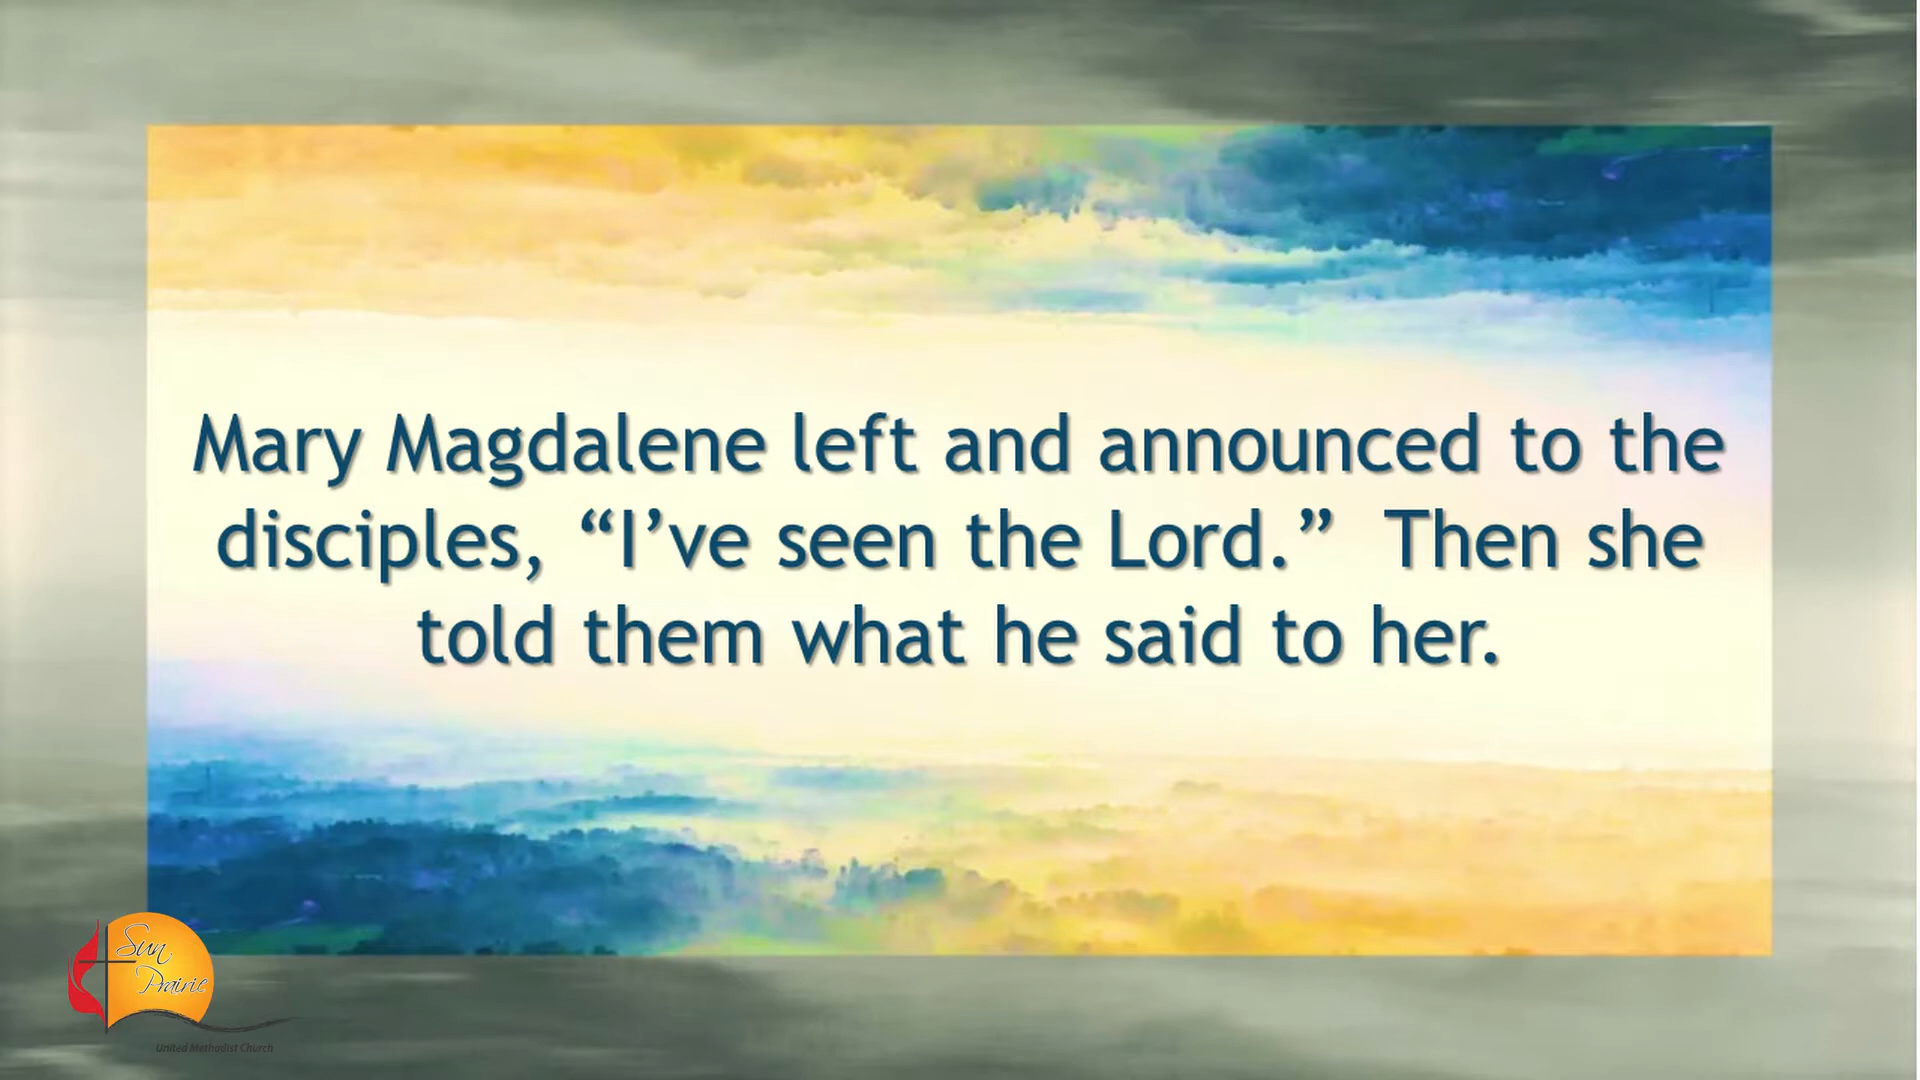 Mary Magdalene left and announced to the
disciples, “I’ve seen the Lord.”  Then she
told them what he said to her.
Sun
Prairie
United Methodist Church